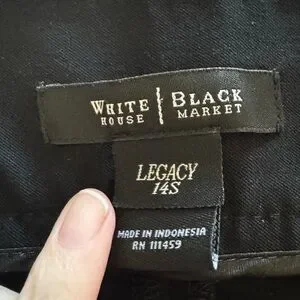 WHITE HOUSE | BLACK MARKET
LEGACY
14S
MADE IN INDONESIA
RN 111459